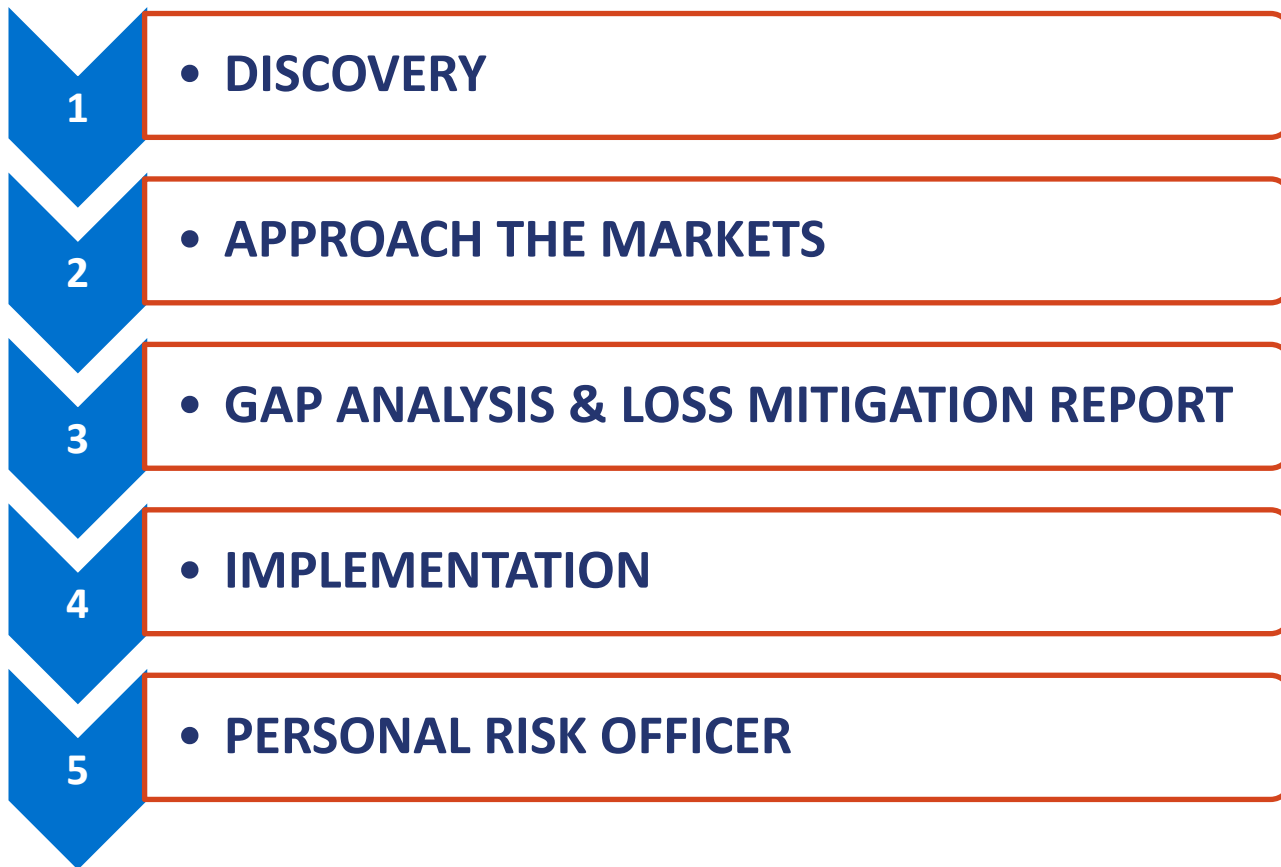 1
• DISCOVERY
2
• APPROACH THE MARKETS
3
• GAP ANALYSIS & LOSS MITIGATION REPORT
4
• IMPLEMENTATION
5
• PERSONAL RISK OFFICER